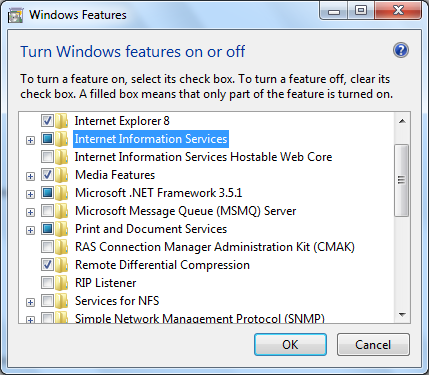 Windows Features
Turn Windows features on or off
To turn a feature on, select its check box. To turn a feature off, clear its
check box. A filled box means that only part of the feature is turned on.
Internet Explorer 8
Internet Information Services
Internet Information Services Hostable Web Core
Media Features
Microsoft .NET Framework 3.5.1
Microsoft Message Queue (MSMQ) Server
Print and Document Services
RAS Connection Manager Administration Kit (CMAK)
Remote Differential Compression
RIP Listener
Services for NFS
Simple Network Management Protocol (SNMP)
OK
Cancel